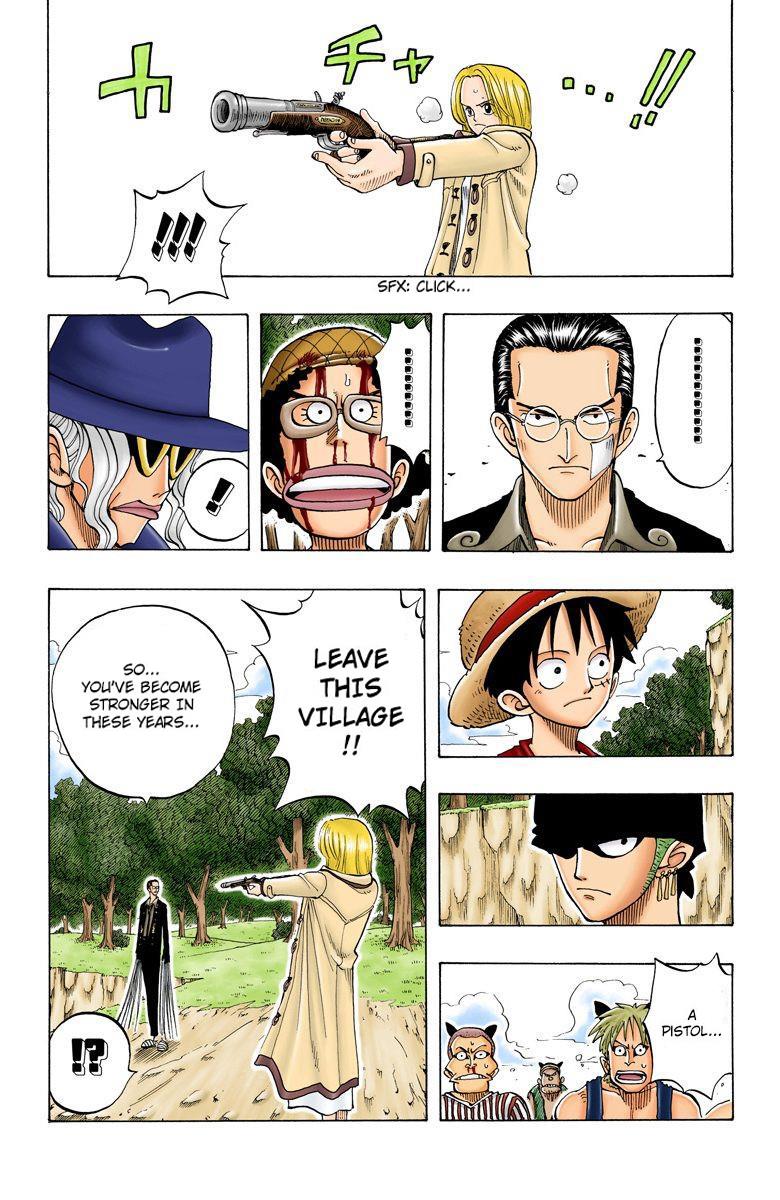 カチャ…!!
!!!
SFX: CLICK...
!
LEAVE
THIS
VILLAGE
!!
SO...
YOU'VE BECOME
STRONGER IN
THESE YEARS...
!?
A
PISTOL...